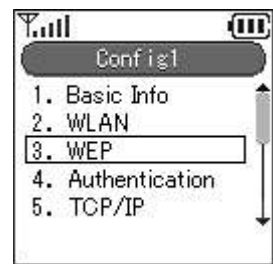 Config1
1. Basic Info
2. WLAN
3. WEP
4. Authentication
5. TCP/IP